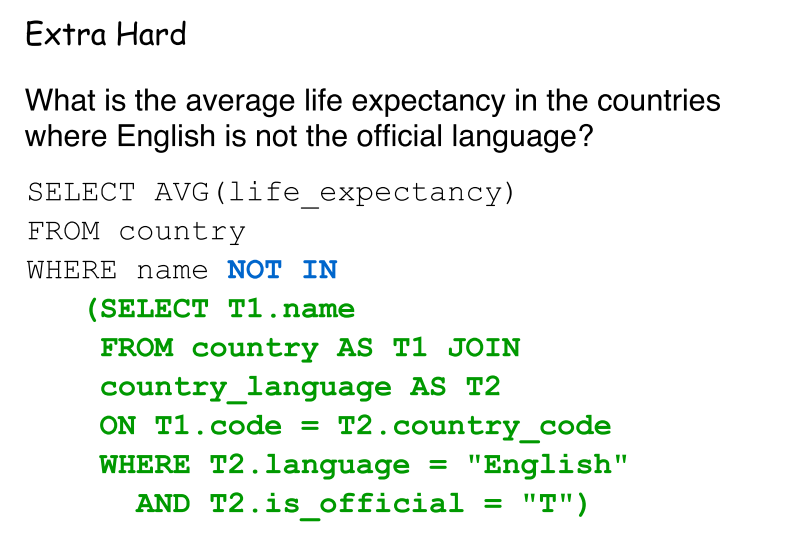 Extra Hard
What is the average life expectancy in the countries
where English is not the official language?
SELECT AVG(life_expectancy)
FROM country
WHERE name NOT IN
(SELECT T1.name
FROM country AS T1 JOIN
country_language AS T2
ON T1.code = T2.country_code
WHERE T2.language = "English"
AND T2.is_official = "T")